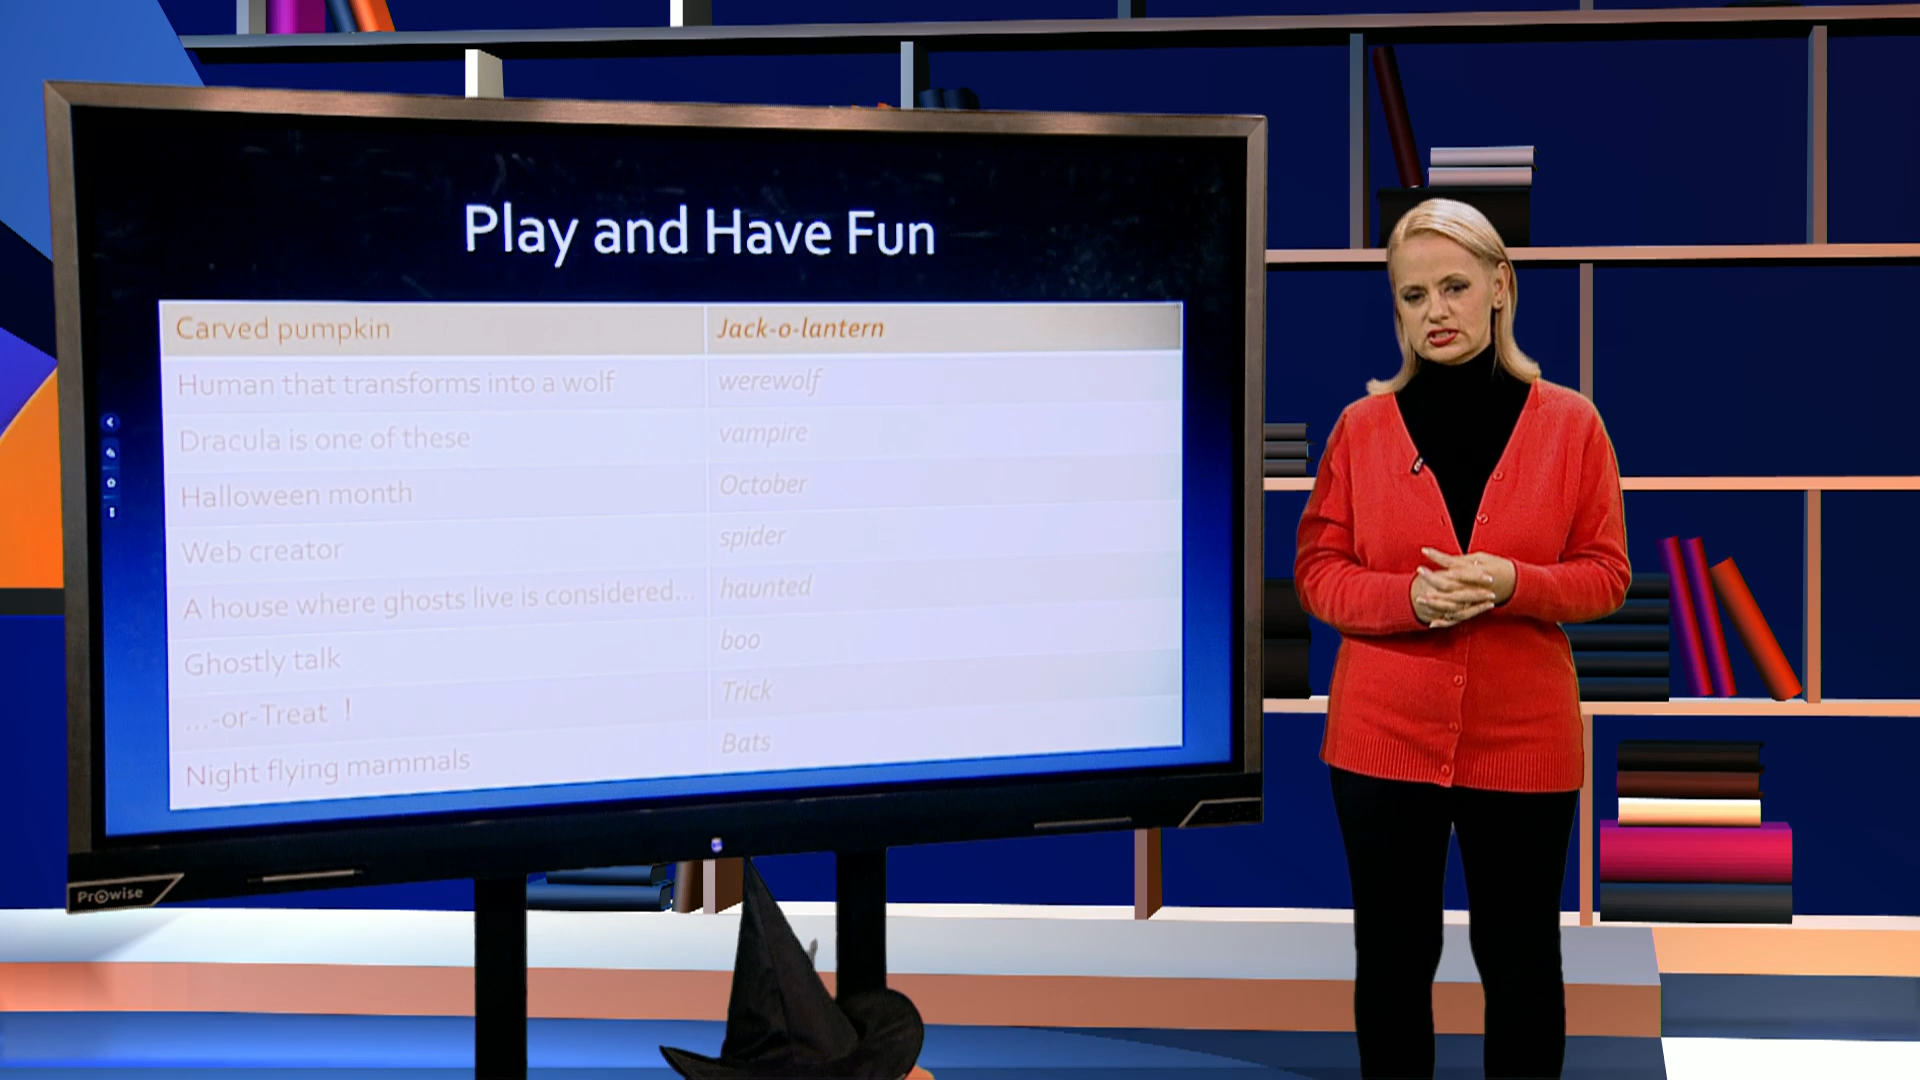 Play and Have Fun
Carved pumpkin Jack-o-lantern
Human that transforms into a wolf werewolf
Dracula is one of these vampire
Halloween month October
Web creator spider
A house where ghosts live is considered... haunted
Ghostly talk boo
...-or-Treat ! Trick
Night flying mammals Bats
Prowise